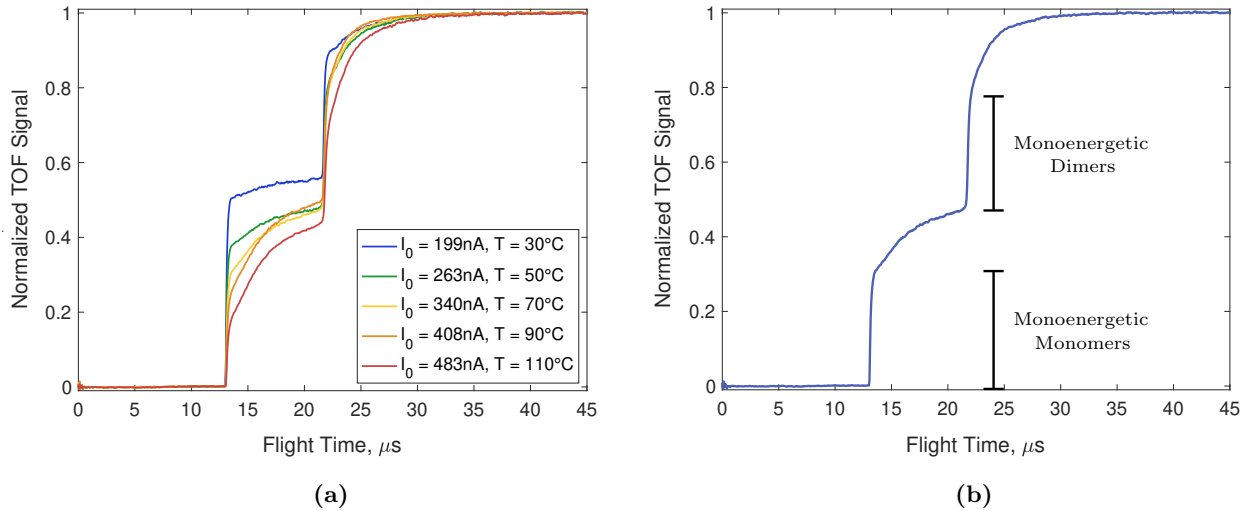 (a)
Normalized TOF Signal
1
0.8
0.6
0.4
0.2
0
I0 = 199nA, T = 30°C
I0 = 263nA, T = 50°C
I0 = 340nA, T = 70°C
I0 = 408nA, T = 90°C
I0 = 483nA, T = 110°C
0 5 10 15 20 25 30 35 40 45
Flight Time, μs
(b)
Normalized TOF Signal
1
0.8
0.6
0.4
0.2
0
Monoenergetic
Dimers
Monoenergetic
Monomers
0 5 10 15 20 25 30 35 40 45
Flight Time, μs
(a)
(b)